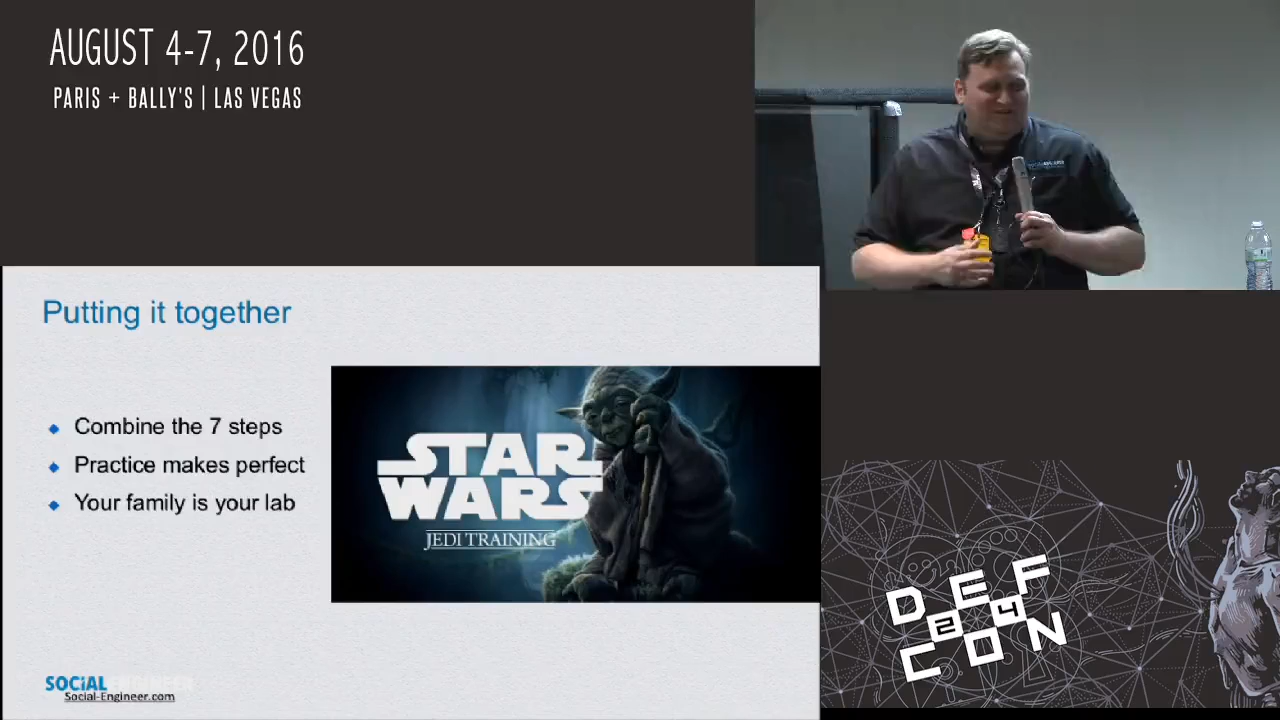 AUGUST 4-7, 2016
PARIS + BALLY'S | LAS VEGAS
Putting it together
Combine the 7 steps
Practice makes perfect
Your family is your lab
STAR
WARS
JEDI TRAINING
SOCIAL ENGINEER
Social-Engineer.com
DEF
24
CON